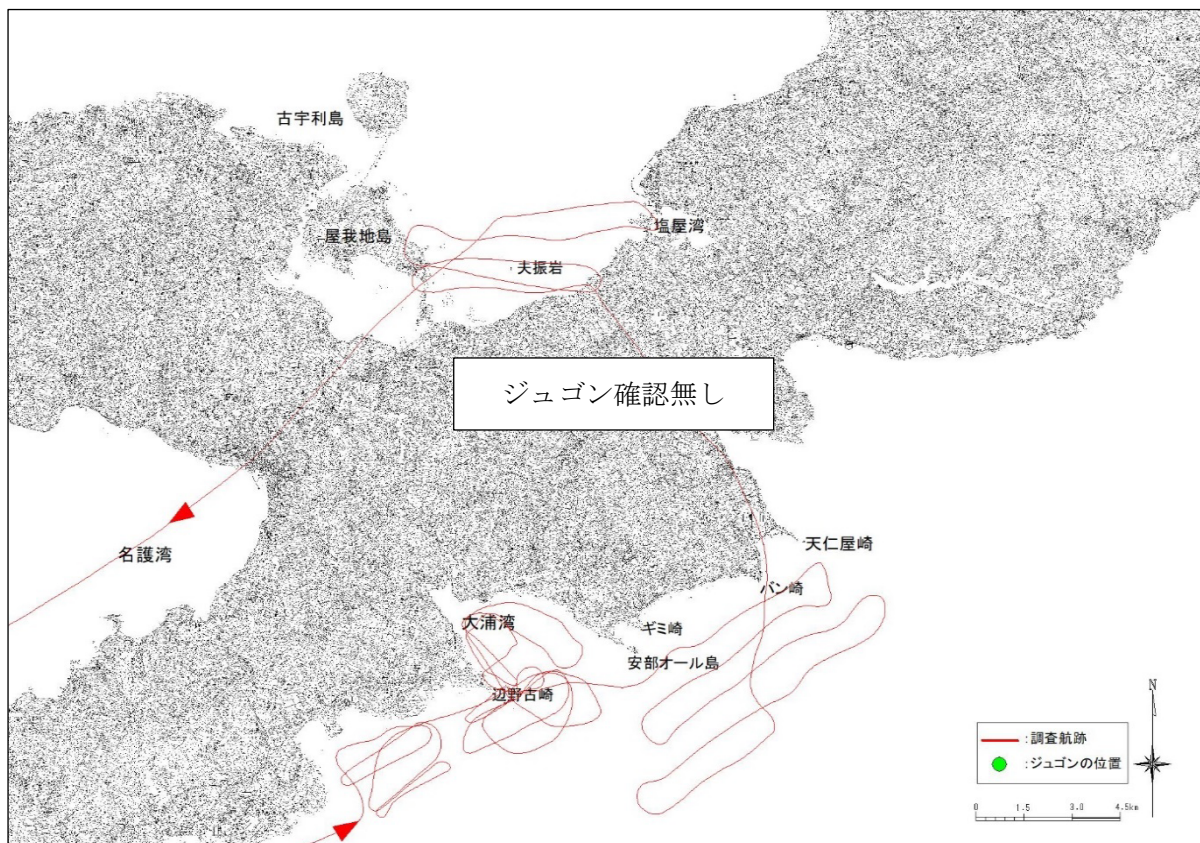 古宇利島
屋我地島
塩屋湾
夫振岩
ジュゴン確認無し
名護湾
天仁屋崎
バン崎
大浦湾
ギミ崎
安部オール島
辺野古崎
N
:調査航跡
:ジュゴンの位置
0 1.5 3.0 4.5km